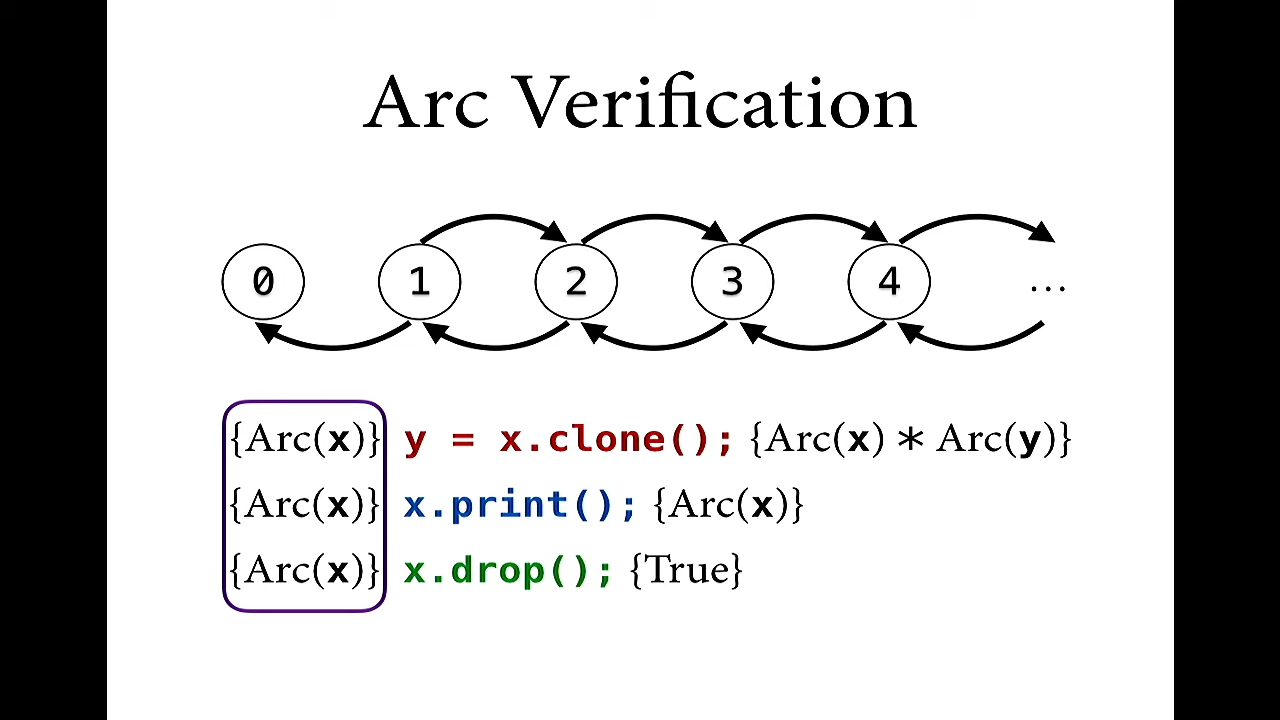 Arc Verification
0 1 2 3 4 ...
{Arc(x)} y = x.clone(); {Arc(x) * Arc(y)}
{Arc(x)} x.print(); {Arc(x)}
{Arc(x)} x.drop(); {True}